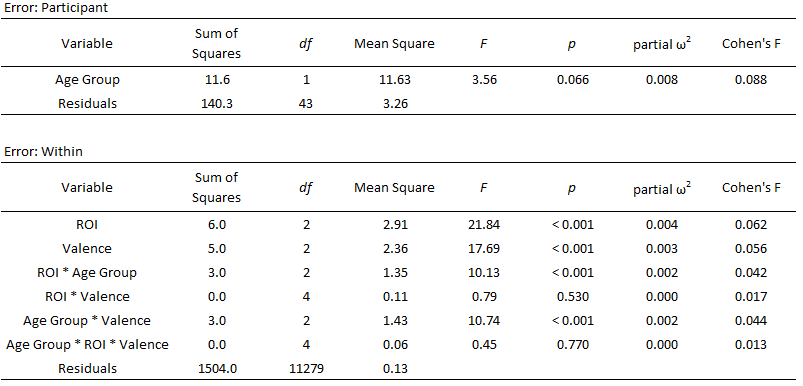 Error: Participant
Variable Sum of Squares df Mean Square F p partial ω² Cohen's F
Age Group 11.6 1 11.63 3.56 0.066 0.008 0.088
Residuals 140.3 43 3.26
Error: Within
Variable Sum of Squares df Mean Square F p partial ω² Cohen's F
ROI 6.0 2 2.91 21.84 < 0.001 0.004 0.062
Valence 5.0 2 2.36 17.69 < 0.001 0.003 0.056
ROI * Age Group 3.0 2 1.35 10.13 < 0.001 0.002 0.042
ROI * Valence 0.0 4 0.11 0.79 0.530 0.000 0.017
Age Group * Valence 3.0 2 1.43 10.74 < 0.001 0.002 0.044
Age Group * ROI * Valence 0.0 4 0.06 0.45 0.770 0.000 0.013
Residuals 1504.0 11279 0.13